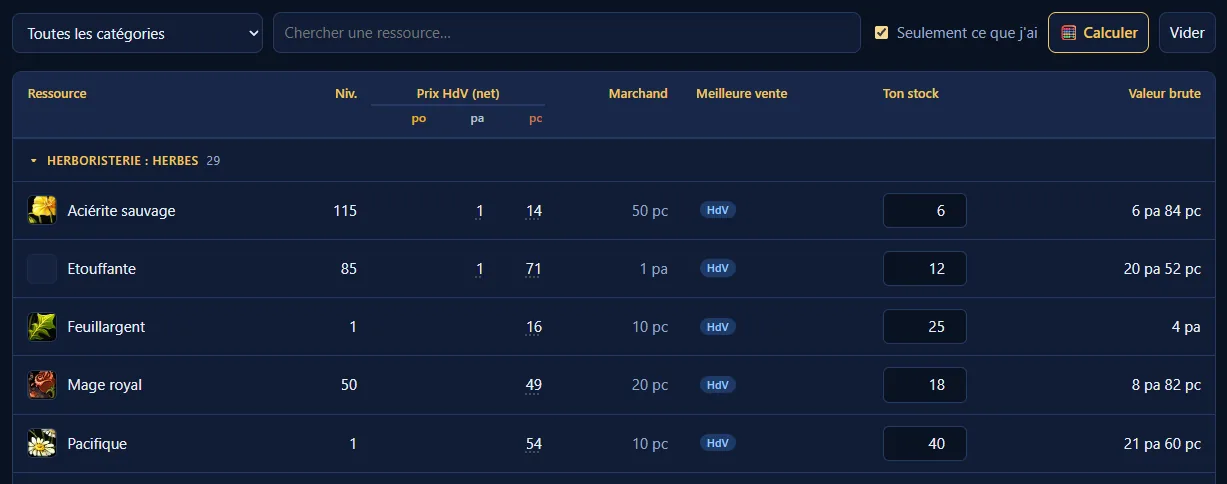 Toutes les catégories Chercher une ressource... Seulement ce que j'ai Calculer Vider
Ressource Niv. Prix HdV (net) Marchand Meilleure vente Ton stock Valeur brute
po pa pc
HERBORISTERIE : HERBES 29
Aciérite sauvage 115 1 14 50 pc HdV 6 6 pa 84 pc
Etouffante 85 1 71 1 pa HdV 12 20 pa 52 pc
Feuillargent 1 16 10 pc HdV 25 4 pa
Mage royal 50 49 20 pc HdV 18 8 pa 82 pc
Pacifique 1 54 10 pc HdV 40 21 pa 60 pc